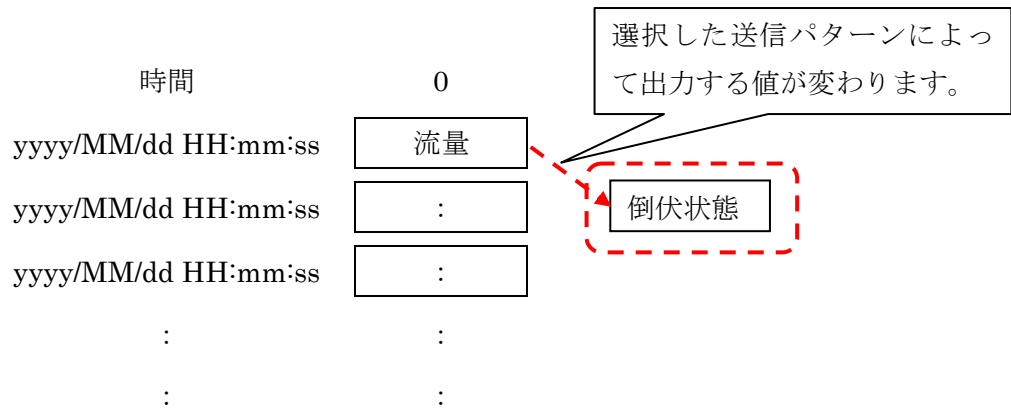 選択した送信パターンによっ
て出力する値が変わります。
時間 0
yyyy/MM/dd HH:mm:ss 流量
yyyy/MM/dd HH:mm:ss : 倒伏状態
yyyy/MM/dd HH:mm:ss :
: :
: :